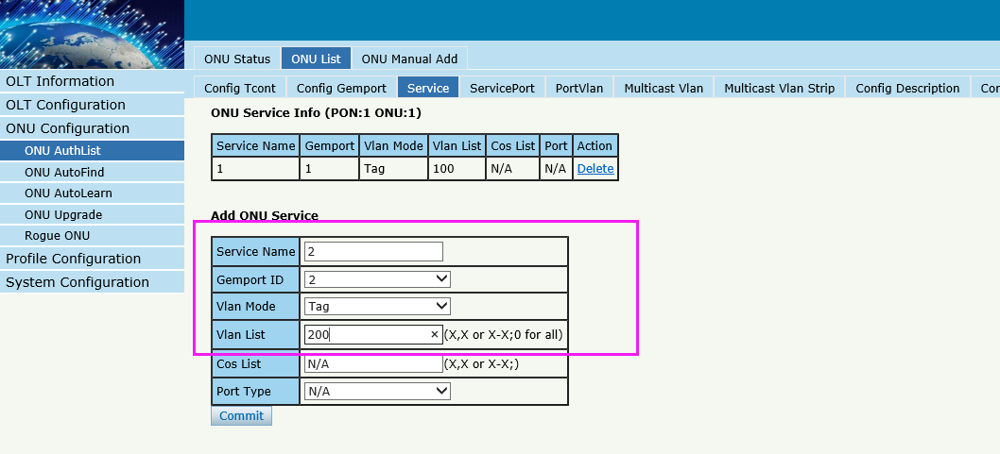 ONU Status ONU List ONU Manual Add
OLT Information
OLT Configuration
ONU Configuration
ONU AuthList
ONU AutoFind
ONU AutoLearn
ONU Upgrade
Rogue ONU
Profile Configuration
System Configuration
Config Tcont Config Gemport Service ServicePort PortVlan Multicast Vlan Multicast Vlan Strip Config Description Cor
ONU Service Info (PON:1 ONU:1)
Service Name Gemport Vlan Mode Vlan List Cos List Port Action
1 1 Tag 100 N/A N/A Delete
Add ONU Service
Service Name 2
Gemport ID 2
Vlan Mode Tag
Vlan List 200 × (X,X or X-X;0 for all)
Cos List N/A (X,X or X-X;)
Port Type N/A
Commit